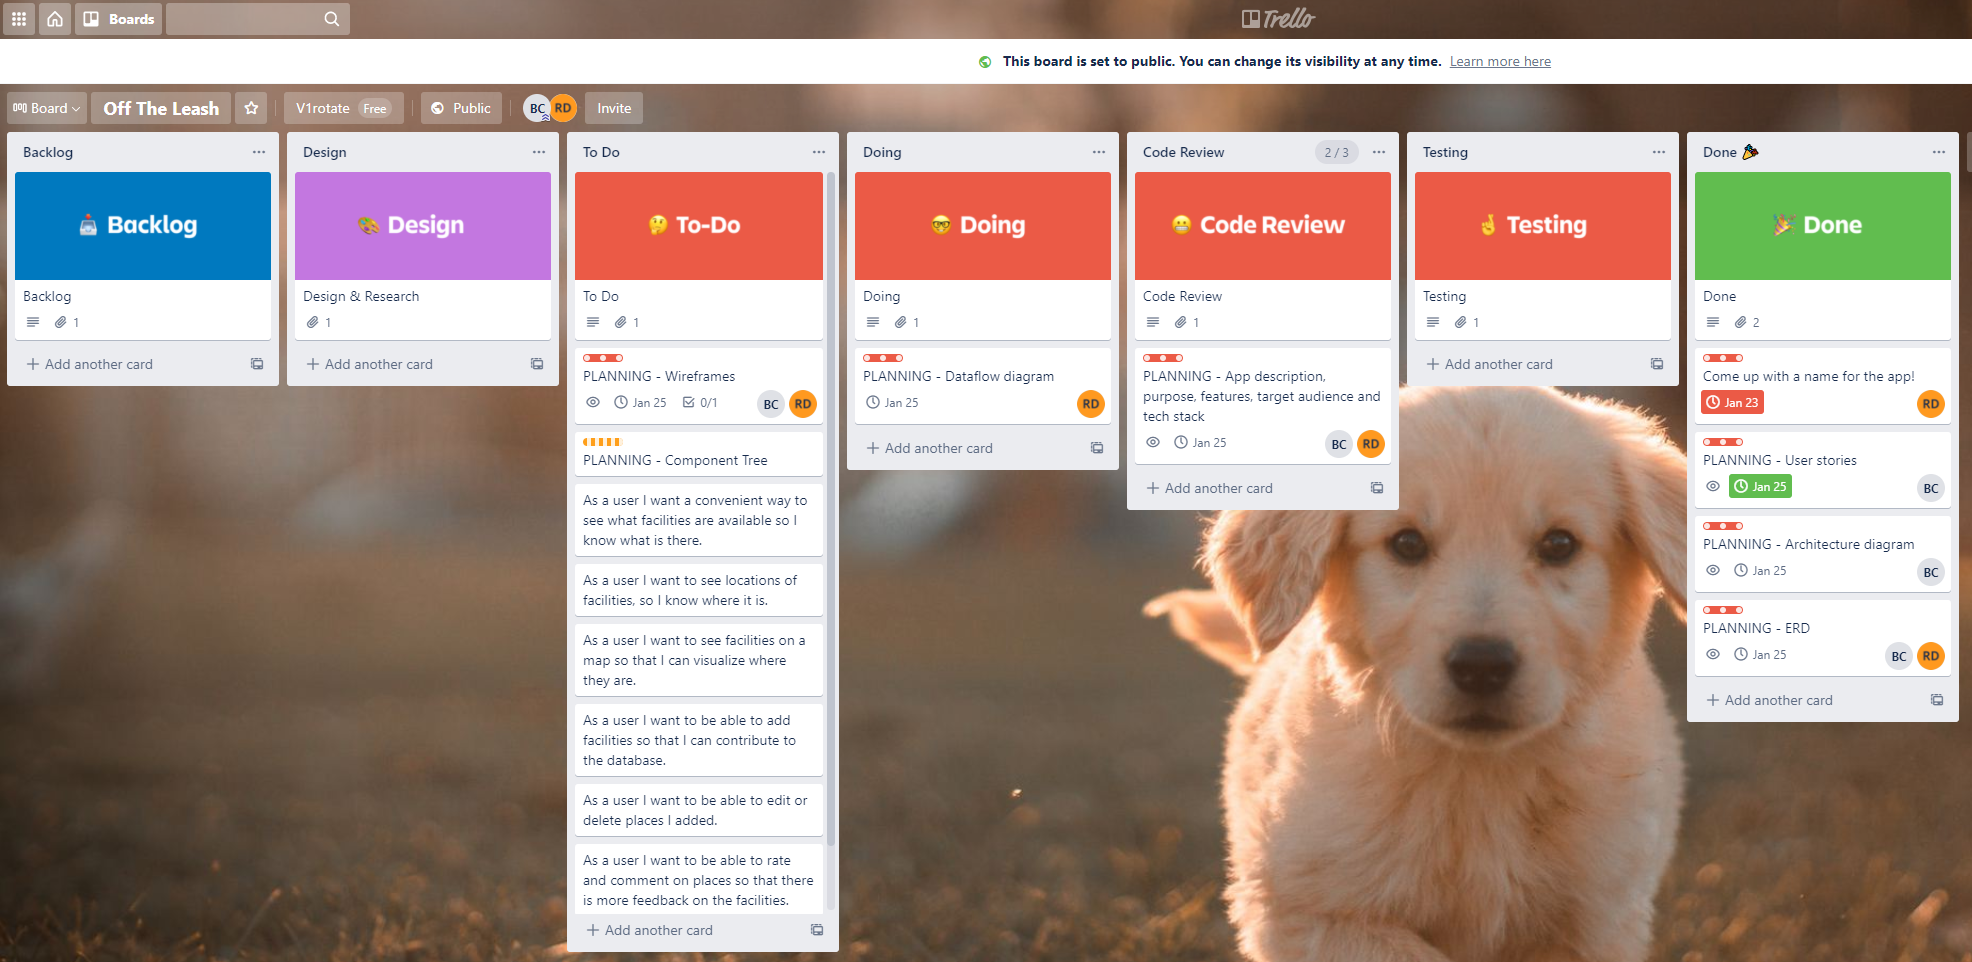 Boards
Trello
This board is set to public. You can change its visibility at any time. Learn more here
Board
Off The Leash
V1rotate Free
Public
BC RD
Invite
Backlog
Backlog
Backlog
1
+ Add another card
Design
Design
Design & Research
1
+ Add another card
To Do
To-Do
To Do
1
PLANNING - Wireframes
Jan 25 0/1 BC RD
PLANNING - Component Tree
As a user I want a convenient way to
see what facilities are available so I
know what is there.
As a user I want to see locations of
facilities, so I know where it is.
As a user I want to see facilities on a
map so that I can visualize where
they are.
As a user I want to be able to add
facilities so that I can contribute to
the database.
As a user I want to be able to edit or
delete places I added.
As a user I want to be able to rate
and comment on places so that there
is more feedback on the facilities.
+ Add another card
Doing
Doing
Doing
1
PLANNING - Dataflow diagram
Jan 25 RD
+ Add another card
Code Review 2 / 3
Code Review
Code Review
1
PLANNING - App description,
purpose, features, target audience and
tech stack
Jan 25 BC RD
+ Add another card
Testing
Testing
Testing
1
+ Add another card
Done
Done
Done
2
Come up with a name for the app!
Jan 23 RD
PLANNING - User stories
Jan 25 BC
PLANNING - Architecture diagram
Jan 25 BC
PLANNING - ERD
Jan 25 BC RD
+ Add another card